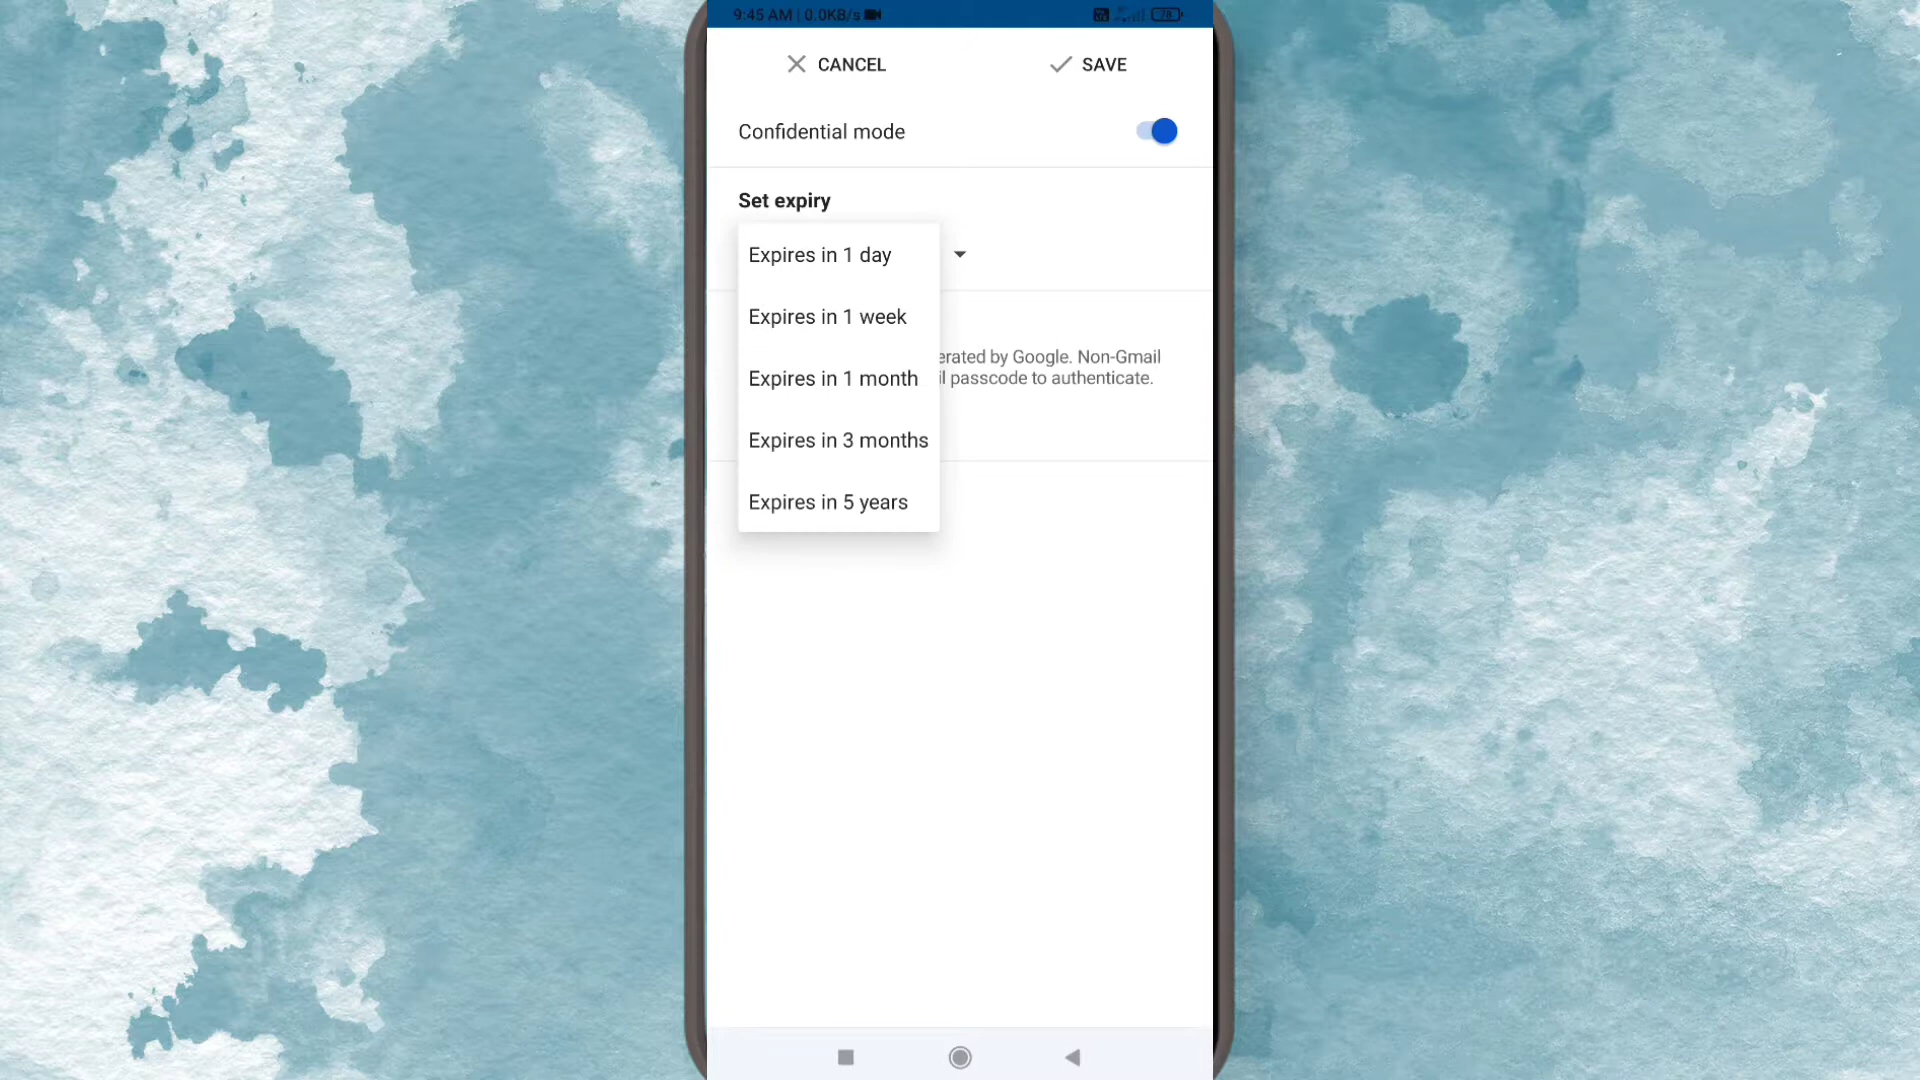 9:45 AM | 0.0KB/s
78
CANCEL
SAVE
Confidential mode
Set expiry
Expires in 1 day
Expires in 1 week
Expires in 1 month
Expires in 3 months
Expires in 5 years
erated by Google. Non-Gmail
il passcode to authenticate.